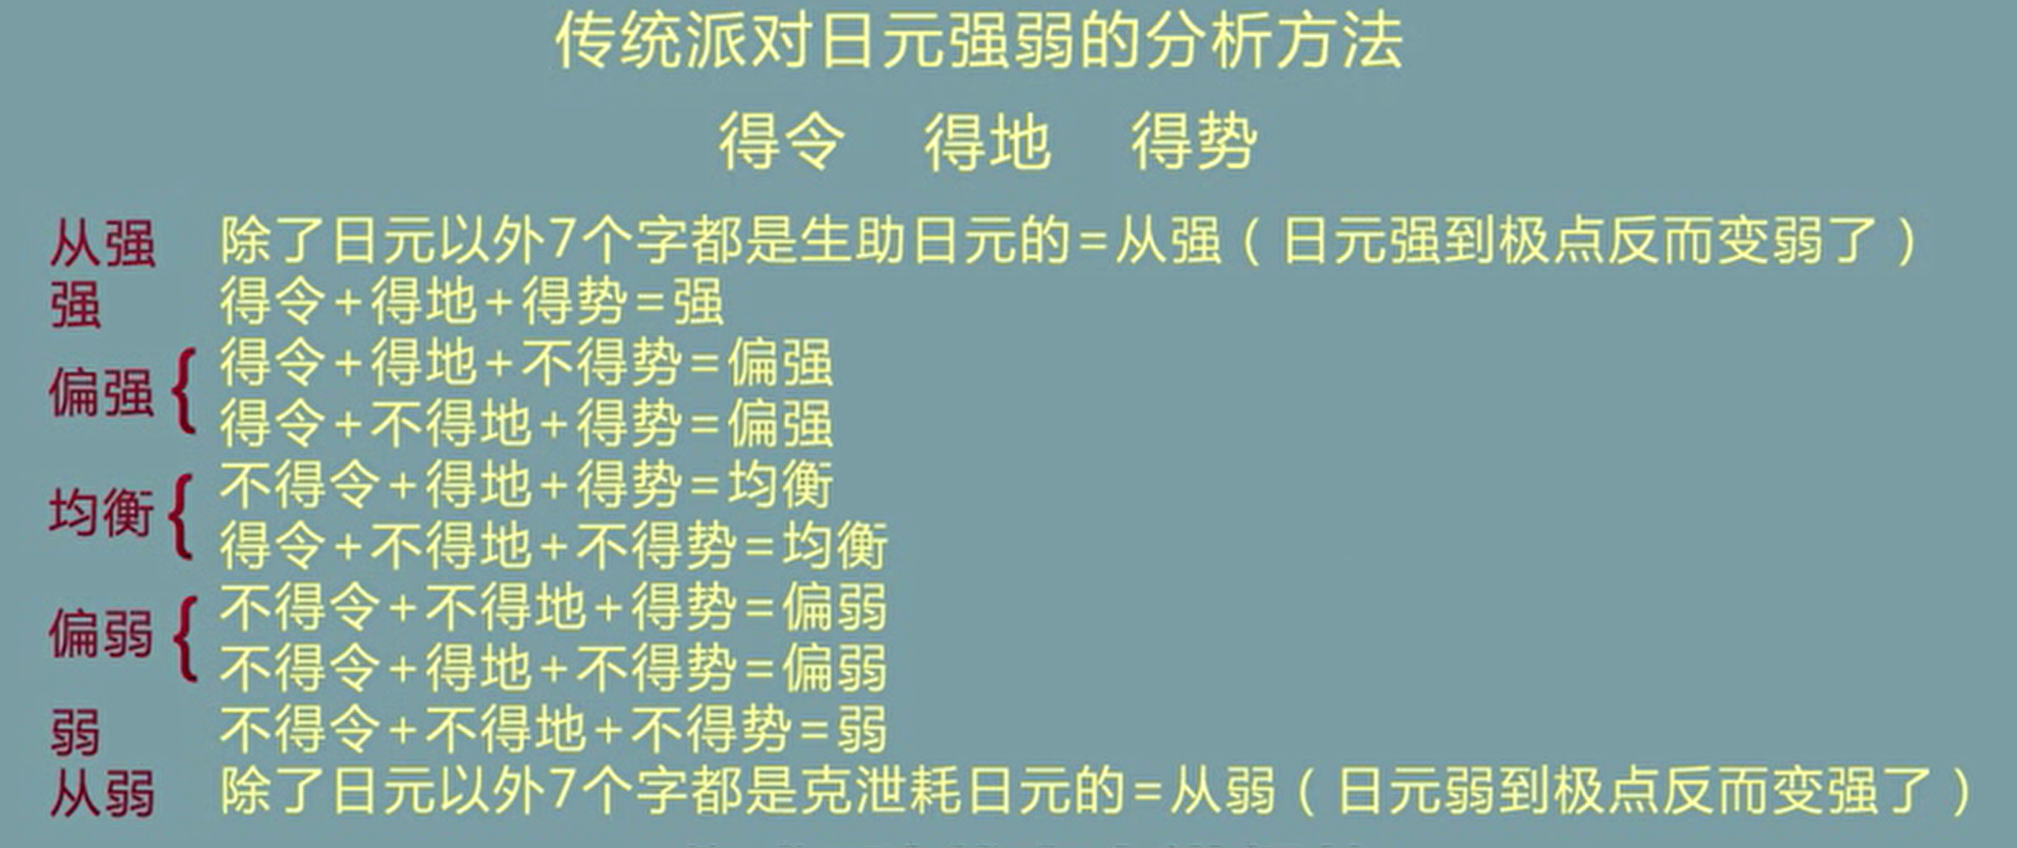 传统派对日元强弱的分析方法
得令 得地 得势
从强 除了日元以外7个字都是生助日元的=从强（日元强到极点反而变弱了）
强 得令+得地+得势=强
得令+得地+不得势=偏强
偏强{
得令+不得地+得势=偏强
不得令+得地+得势=均衡
均衡{
得令+不得地+不得势=均衡
不得令+不得地+得势=偏弱
偏弱{
不得令+得地+不得势=偏弱
弱 不得令+不得地+不得势=弱
从弱 除了日元以外7个字都是克泄耗日元的=从弱（日元弱到极点反而变强了）